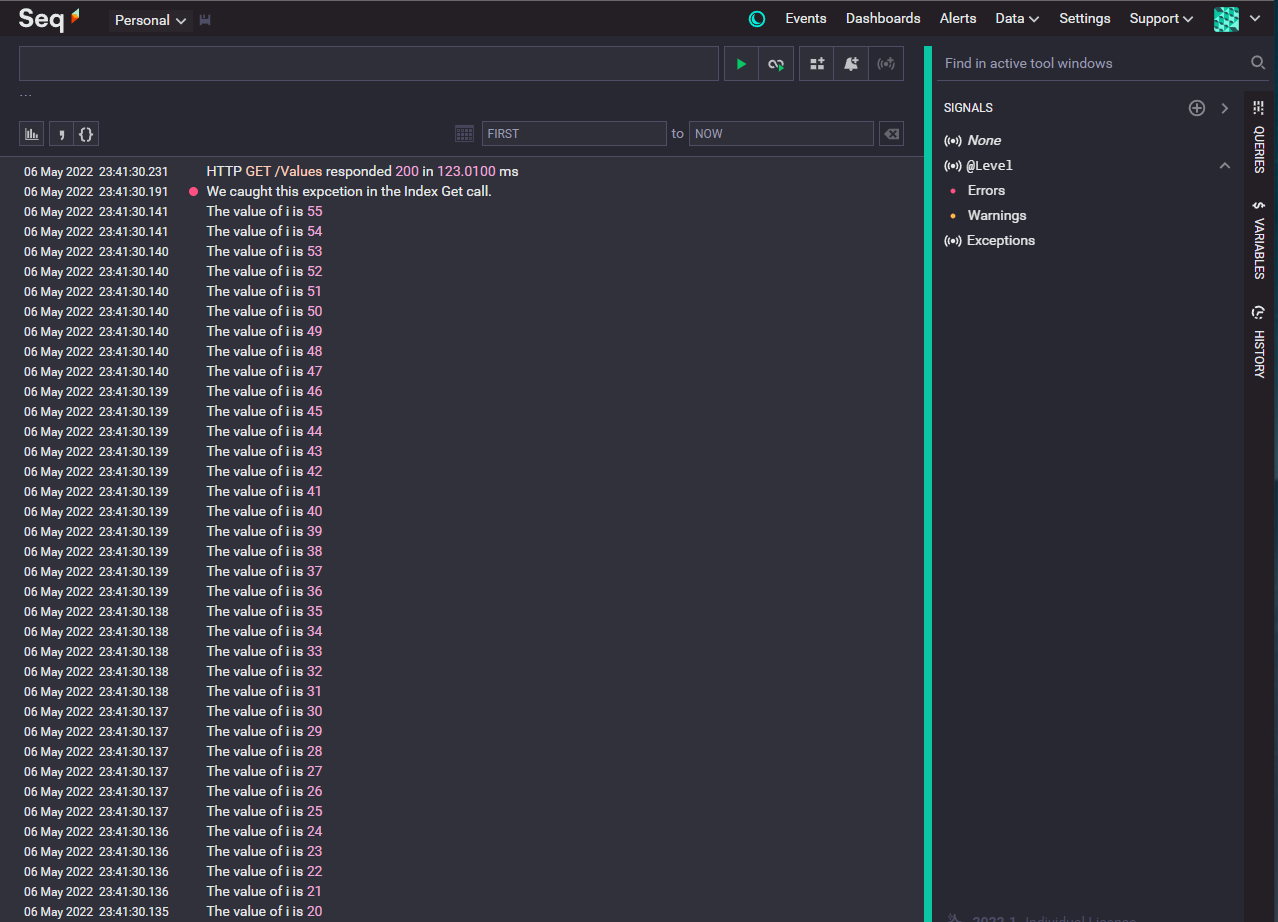 Seq Personal Events Dashboards Alerts Data Settings Support
Find in active tool windows
...
FIRST to NOW
SIGNALS
None
@Level
Errors
Warnings
Exceptions
QUERIES
$ VARIABLES
HISTORY
06 May 2022 23:41:30.231 HTTP GET /Values responded 200 in 123.0100 ms
06 May 2022 23:41:30.191 We caught this expcetion in the Index Get call.
06 May 2022 23:41:30.141 The value of i is 55
06 May 2022 23:41:30.141 The value of i is 54
06 May 2022 23:41:30.140 The value of i is 53
06 May 2022 23:41:30.140 The value of i is 52
06 May 2022 23:41:30.140 The value of i is 51
06 May 2022 23:41:30.140 The value of i is 50
06 May 2022 23:41:30.140 The value of i is 49
06 May 2022 23:41:30.140 The value of i is 48
06 May 2022 23:41:30.140 The value of i is 47
06 May 2022 23:41:30.139 The value of i is 46
06 May 2022 23:41:30.139 The value of i is 45
06 May 2022 23:41:30.139 The value of i is 44
06 May 2022 23:41:30.139 The value of i is 43
06 May 2022 23:41:30.139 The value of i is 42
06 May 2022 23:41:30.139 The value of i is 41
06 May 2022 23:41:30.139 The value of i is 40
06 May 2022 23:41:30.139 The value of i is 39
06 May 2022 23:41:30.139 The value of i is 38
06 May 2022 23:41:30.139 The value of i is 37
06 May 2022 23:41:30.139 The value of i is 36
06 May 2022 23:41:30.138 The value of i is 35
06 May 2022 23:41:30.138 The value of i is 34
06 May 2022 23:41:30.138 The value of i is 33
06 May 2022 23:41:30.138 The value of i is 32
06 May 2022 23:41:30.138 The value of i is 31
06 May 2022 23:41:30.137 The value of i is 30
06 May 2022 23:41:30.137 The value of i is 29
06 May 2022 23:41:30.137 The value of i is 28
06 May 2022 23:41:30.137 The value of i is 27
06 May 2022 23:41:30.137 The value of i is 26
06 May 2022 23:41:30.137 The value of i is 25
06 May 2022 23:41:30.136 The value of i is 24
06 May 2022 23:41:30.136 The value of i is 23
06 May 2022 23:41:30.136 The value of i is 22
06 May 2022 23:41:30.136 The value of i is 21
06 May 2022 23:41:30.135 The value of i is 20